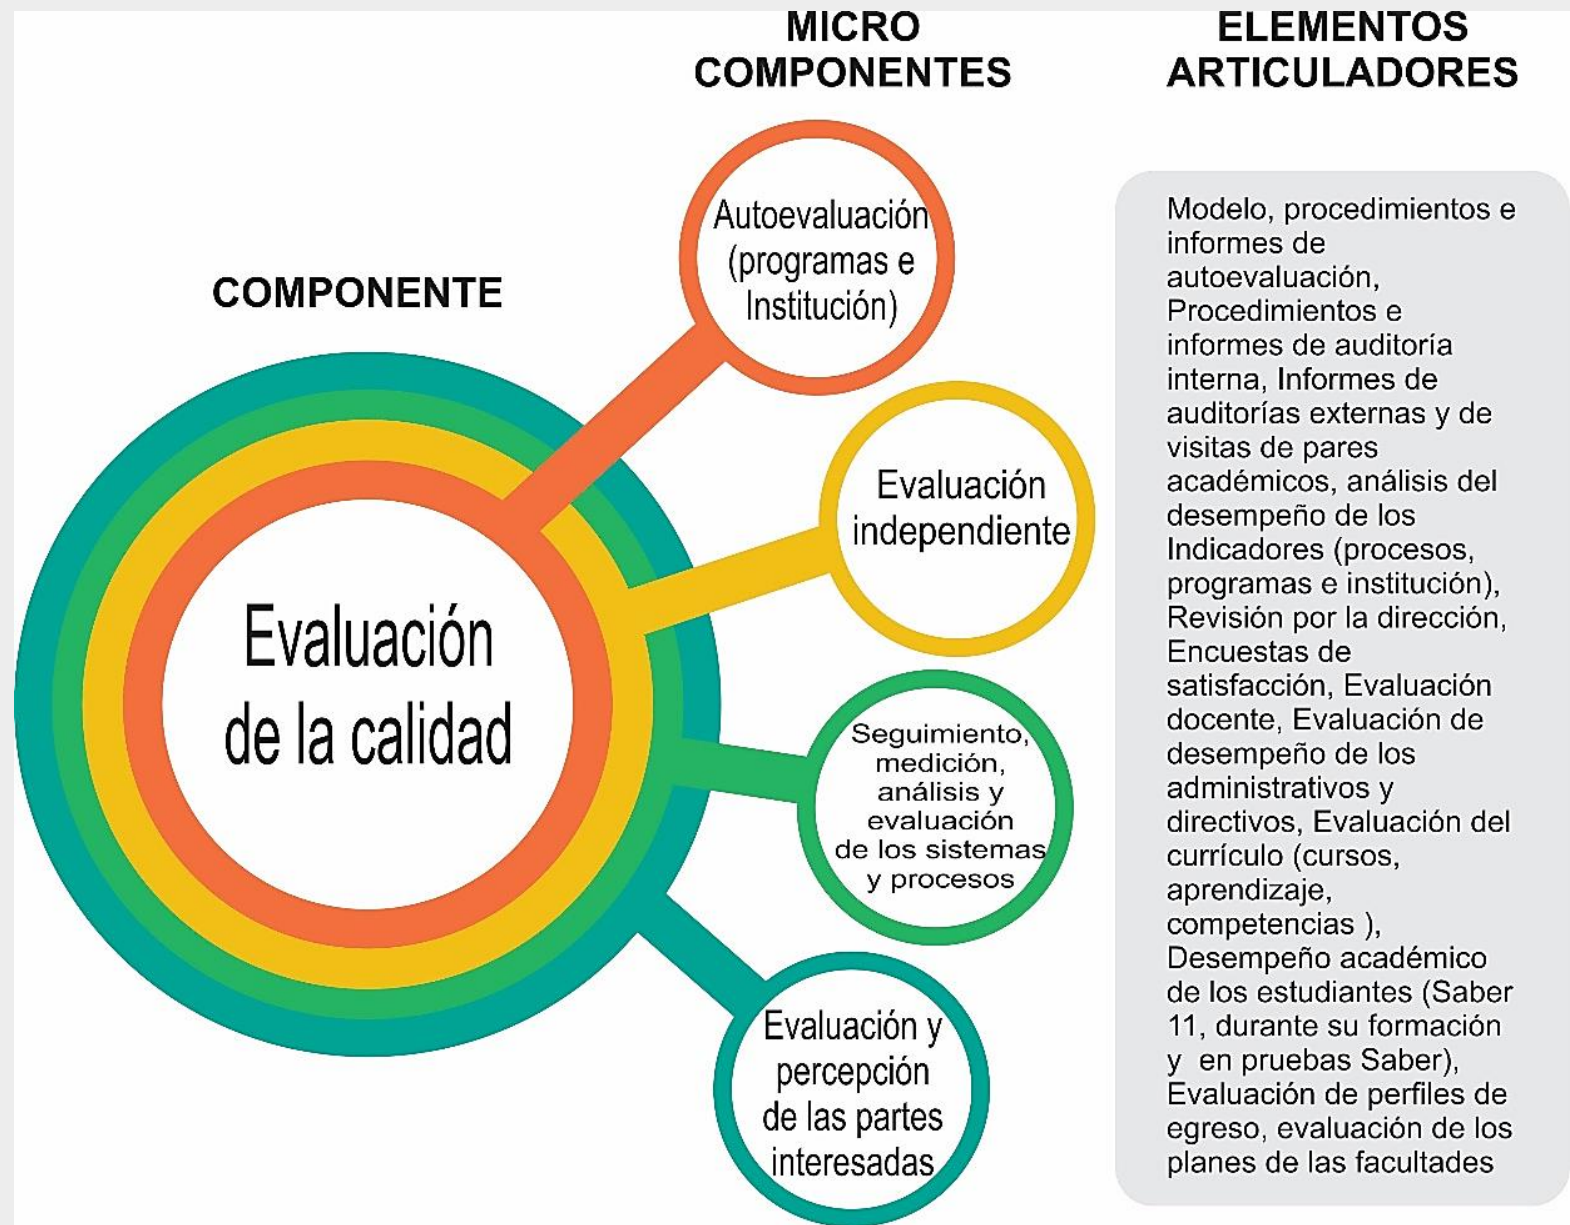 MICRO
COMPONENTES
ELEMENTOS
ARTICULADORES
COMPONENTE
Evaluación
de la calidad
Autoevaluación
(programas e
Institución)
Evaluación
independiente
Seguimiento,
medición,
análisis y
evaluación
de los sistemas
y procesos
Evaluación y
percepción
de las partes
interesadas
Modelo, procedimientos e
informes de
autoevaluación,
Procedimientos e
informes de auditoría
interna, Informes de
auditorías externas y de
visitas de pares
académicos, análisis del
desempeño de los
Indicadores (procesos,
programas e institución),
Revisión por la dirección,
Encuestas de
satisfacción, Evaluación
docente, Evaluación de
desempeño de los
administrativos y
directivos, Evaluación del
currículo (cursos,
aprendizaje,
competencias ),
Desempeño académico
de los estudiantes (Saber
11, durante su formación
y  en pruebas Saber),
Evaluación de perfiles de
egreso, evaluación de los
planes de las facultades